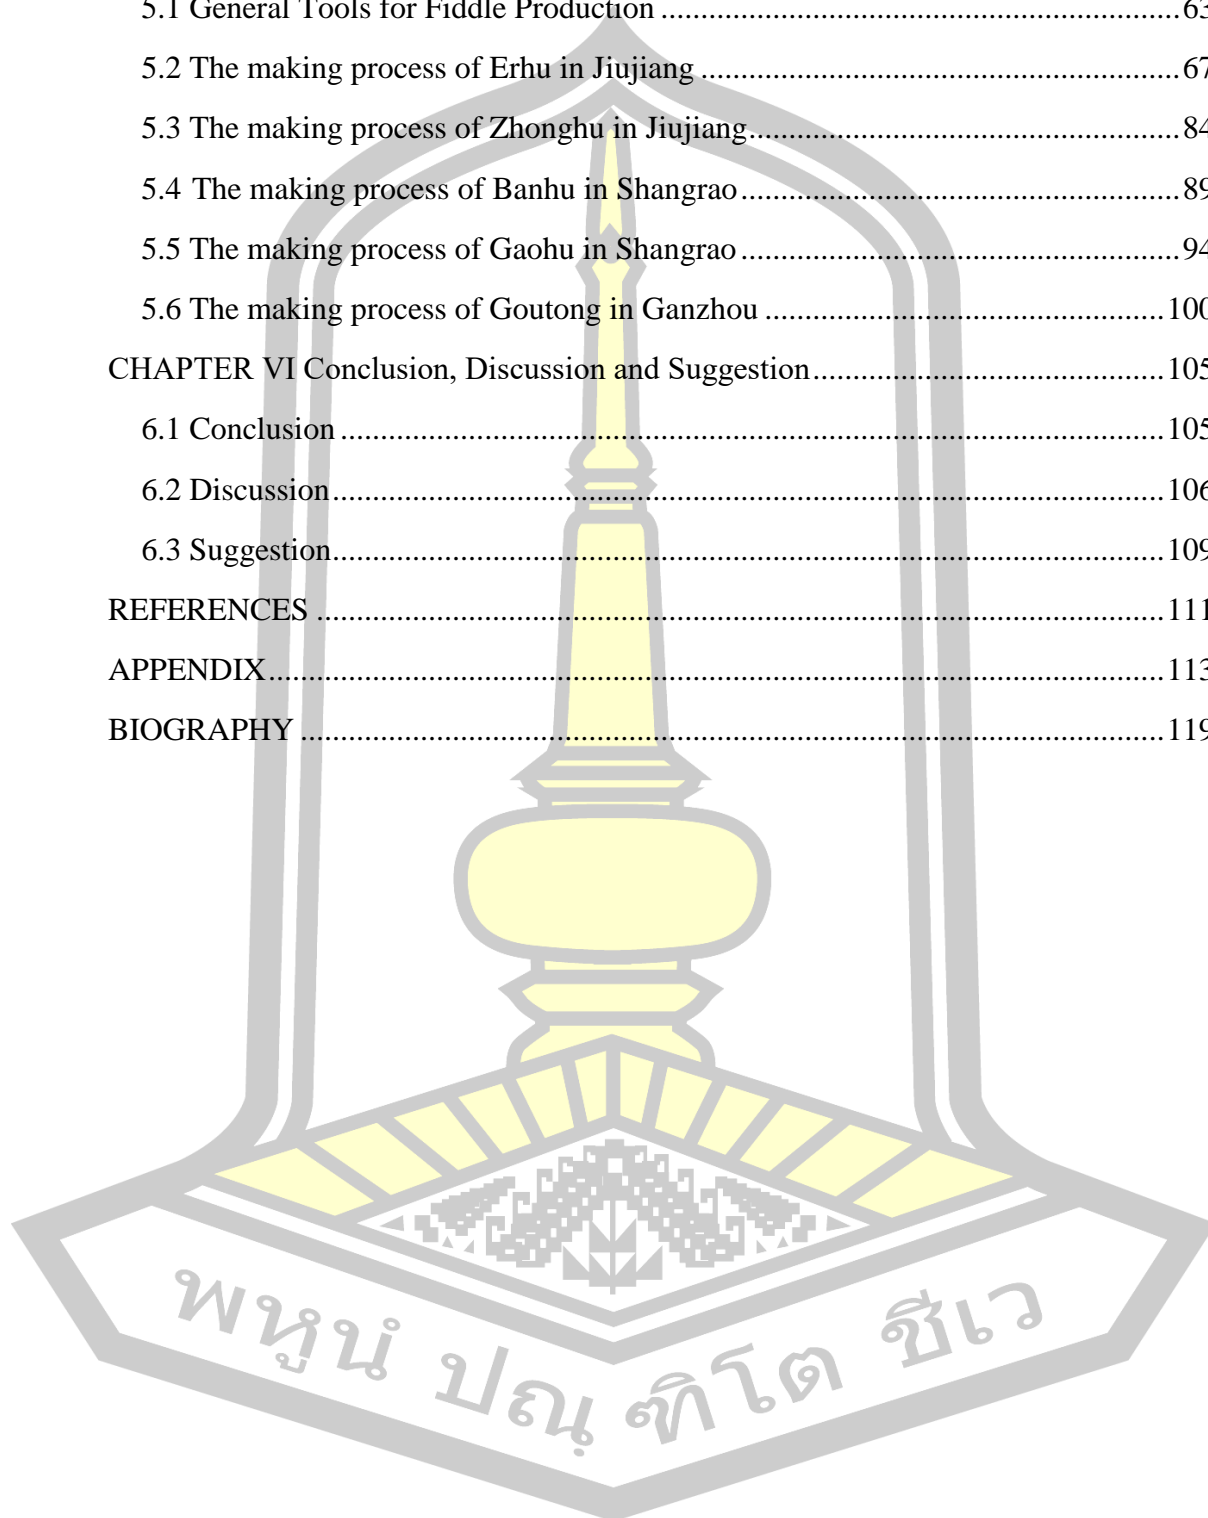 5.1 General Tools for Fiddle Production ............................................................... 63
5.2 The making process of Erhu in Jiujiang .......................................................... 67
5.3 The making process of Zhonghu in Jiujiang .................................................... 84
5.4 The making process of Banhu in Shangrao ..................................................... 89
5.5 The making process of Gaohu in Shangrao ..................................................... 94
5.6 The making process of Goutong in Ganzhou ................................................. 100
CHAPTER VI Conclusion, Discussion and Suggestion ........................................... 105
6.1 Conclusion .................................................................................................... 105
6.2 Discussion ..................................................................................................... 106
6.3 Suggestion ..................................................................................................... 109
REFERENCES ...................................................................................................... 111
APPENDIX ............................................................................................................ 113
BIOGRAPHY ........................................................................................................ 119
พหูนํ ปณฺฑิโต ชีเว